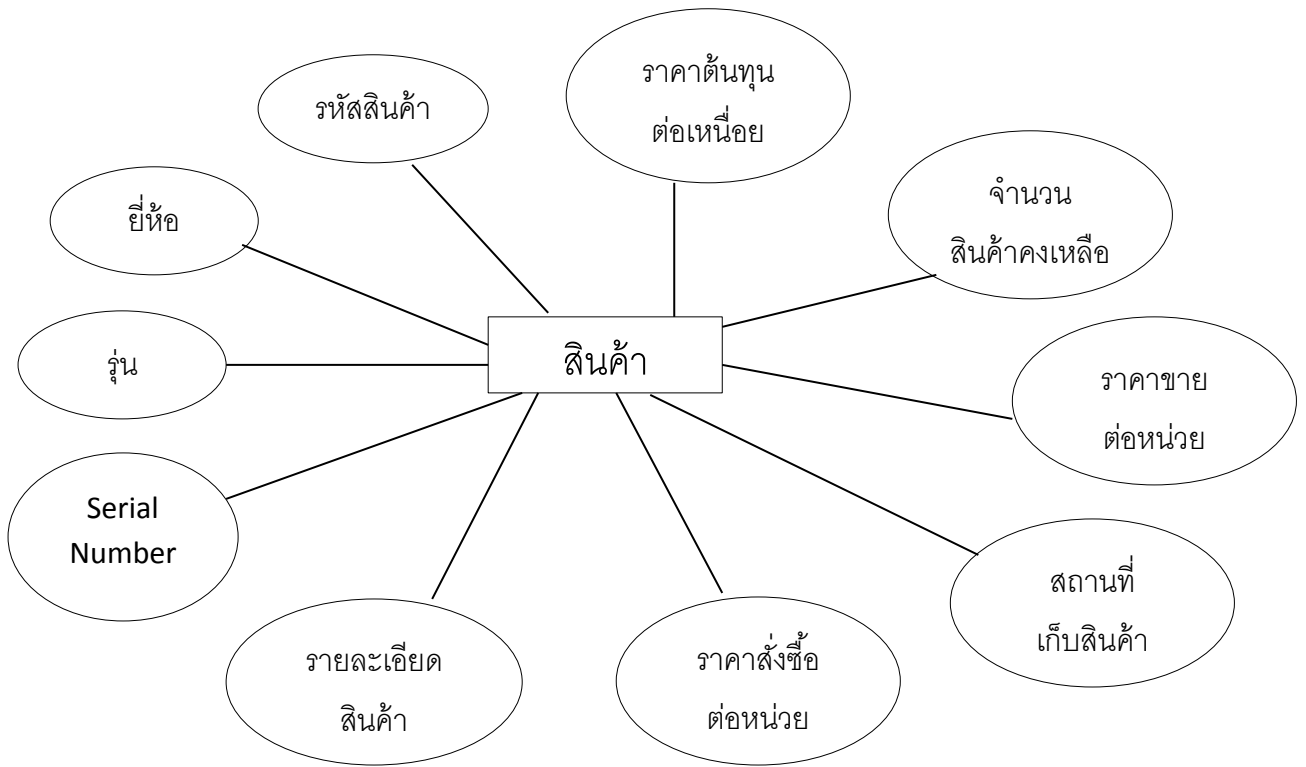 ราคาต้นทุน
ต่อเหนื่อย
รหัสสินค้า
จำนวน
สินค้าคงเหลือ
ยี่ห้อ
สินค้า
รุ่น
ราคาขาย
ต่อหน่วย
Serial
Number
สถานที่
เก็บสินค้า
รายละเอียด
สินค้า
ราคาสั่งซื้อ
ต่อหน่วย